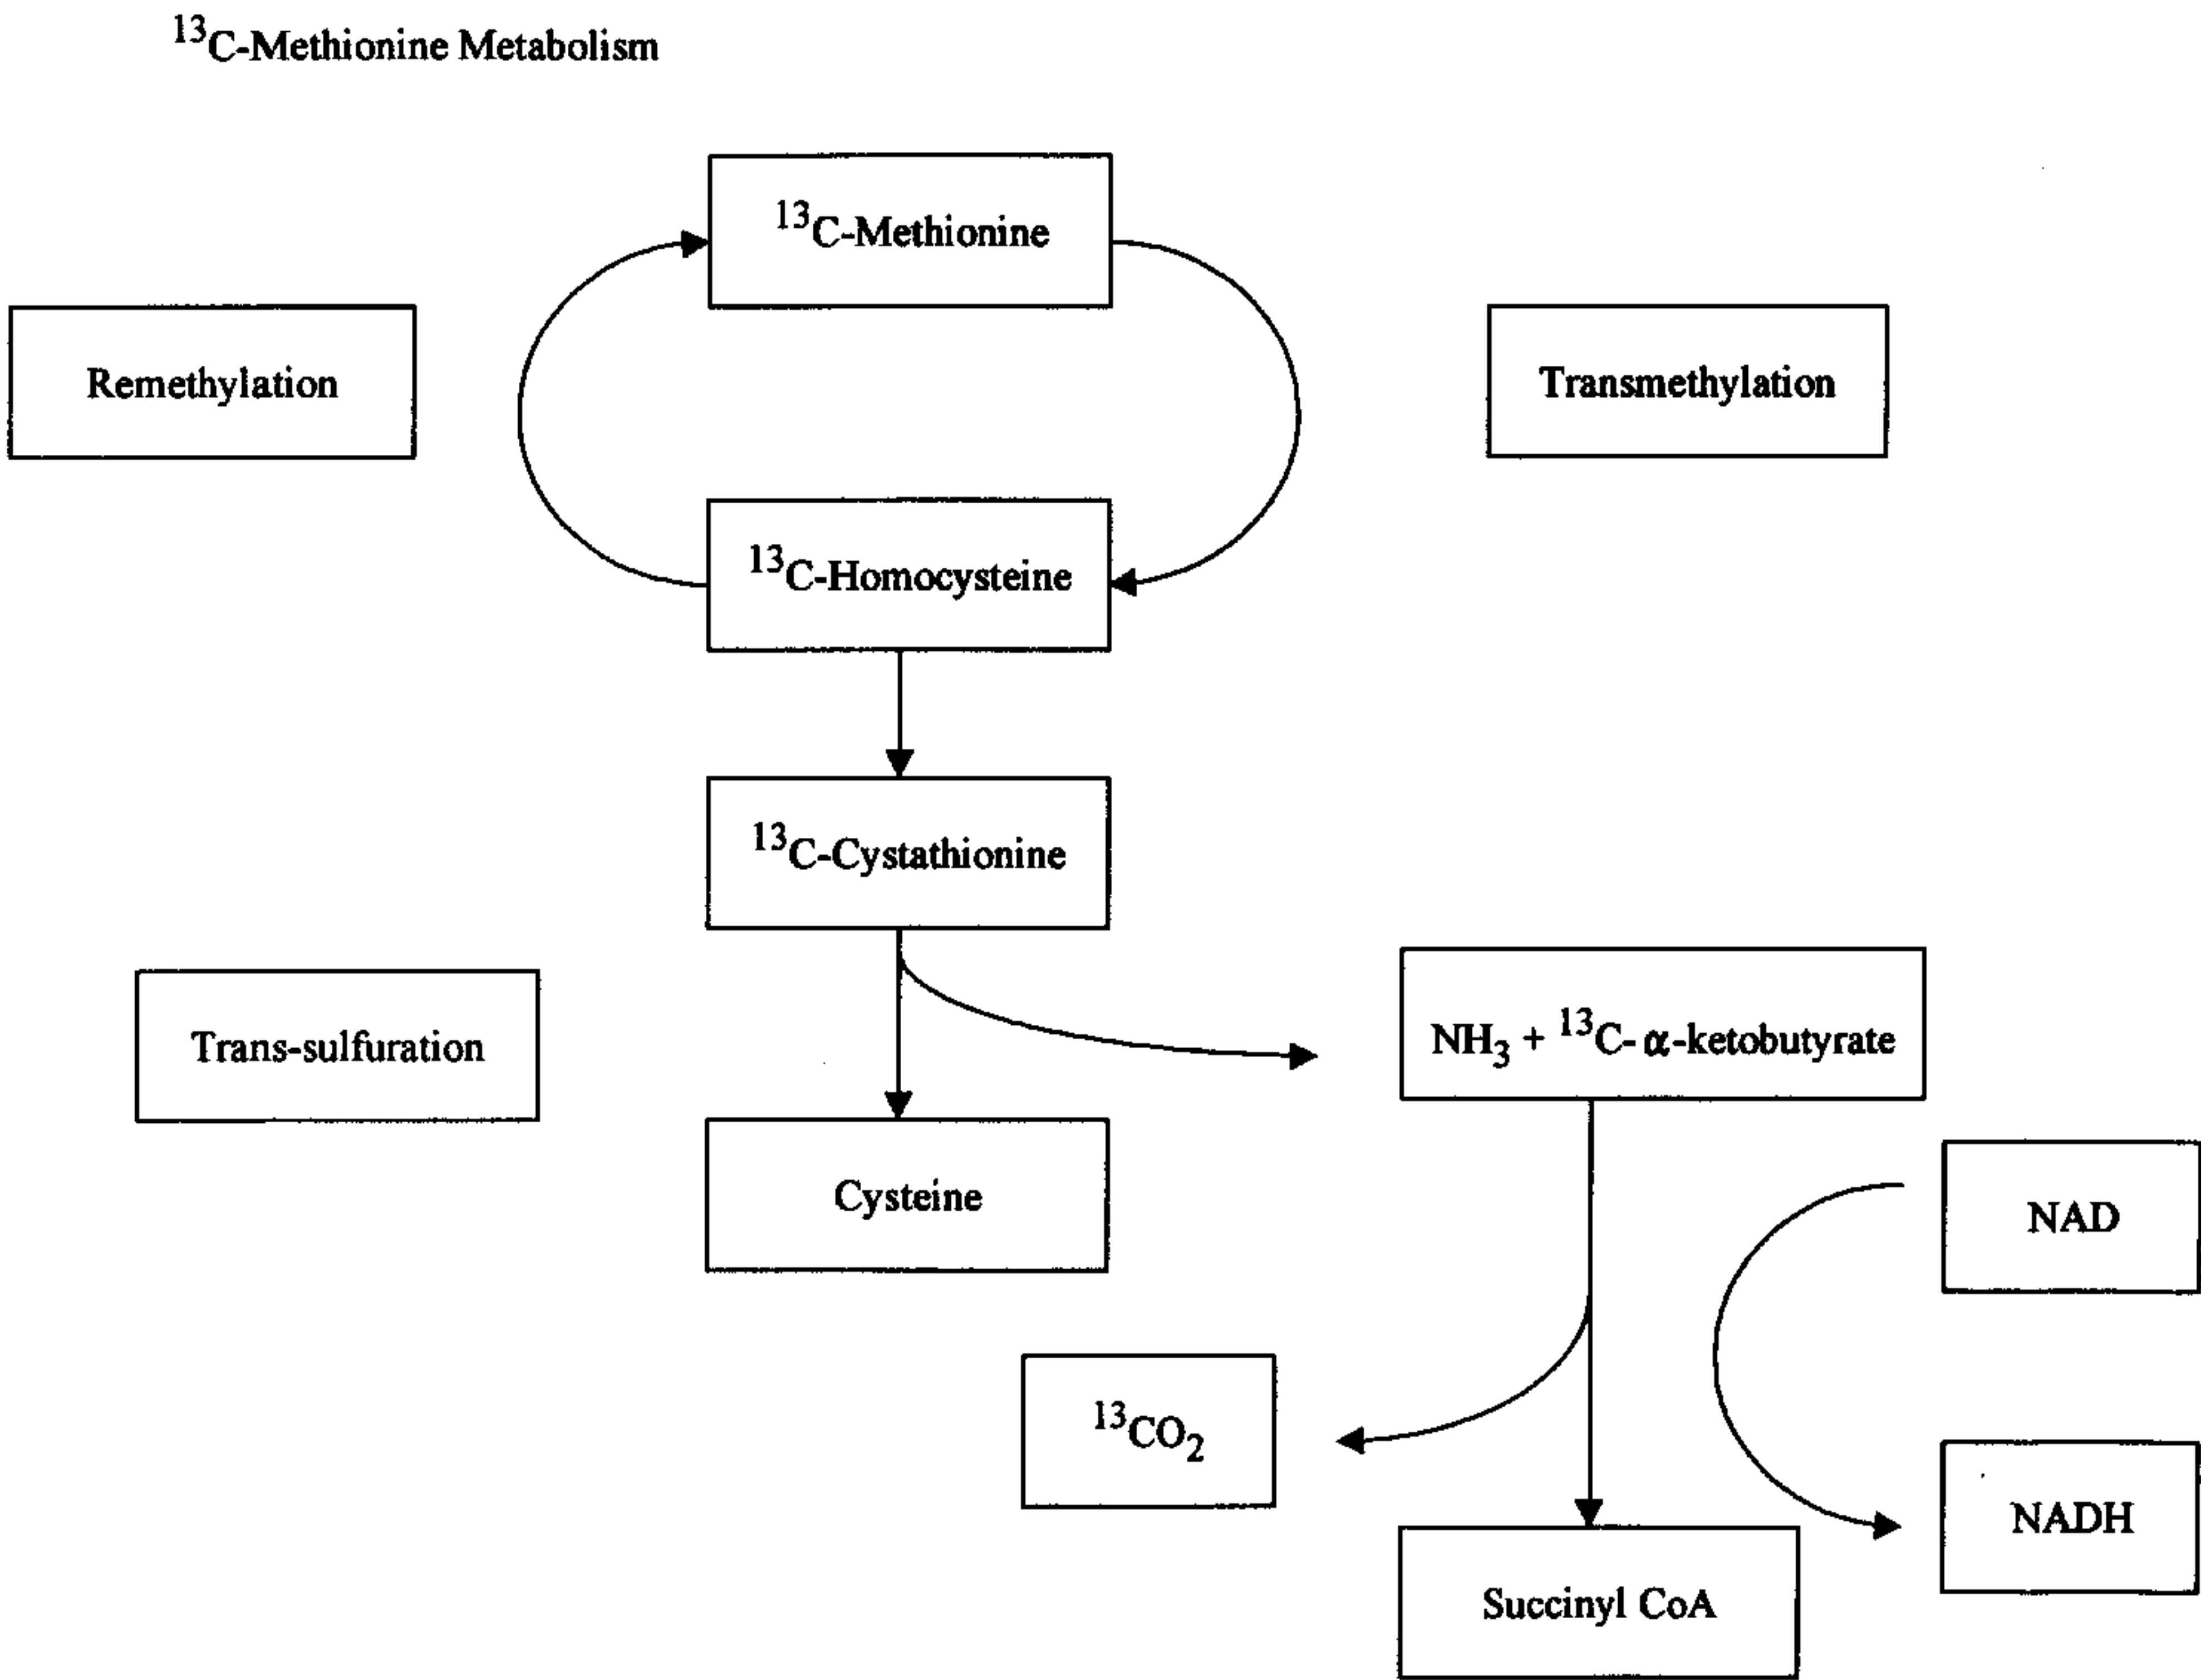 ¹³C-Methionine Metabolism
¹³C-Methionine
Remethylation
Transmethylation
¹³C-Homocysteine
¹³C-Cystathionine
Trans-sulfuration
NH₃ + ¹³C- α-ketobutyrate
Cysteine
NAD
¹³CO₂
NADH
Succinyl CoA